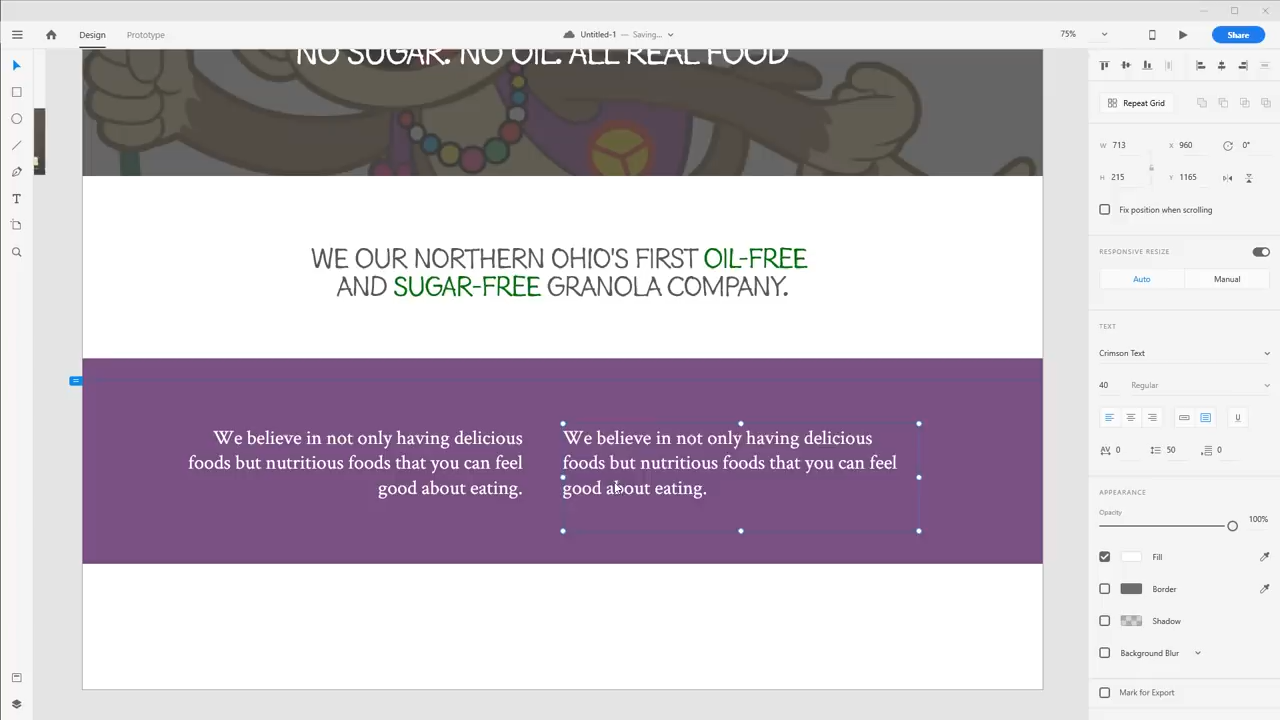 Design
Prototype
Untitled-1 — Saving...
75%
Share
NO SUGAR. NO OIL. ALL REAL FOOD
WE OUR NORTHERN OHIO'S FIRST OIL-FREE
AND SUGAR-FREE GRANOLA COMPANY.
We believe in not only having delicious
foods but nutritious foods that you can feel
good about eating.
We believe in not only having delicious
foods but nutritious foods that you can feel
good about eating.
Repeat Grid
W 713 X 960 0°
H 215 Y 1165
Fix position when scrolling
RESPONSIVE RESIZE
Auto Manual
TEXT
Crimson Text
40 Regular
AV 0 50 0
APPEARANCE
Opacity
100%
Fill
Border
Shadow
Background Blur
Mark for Export